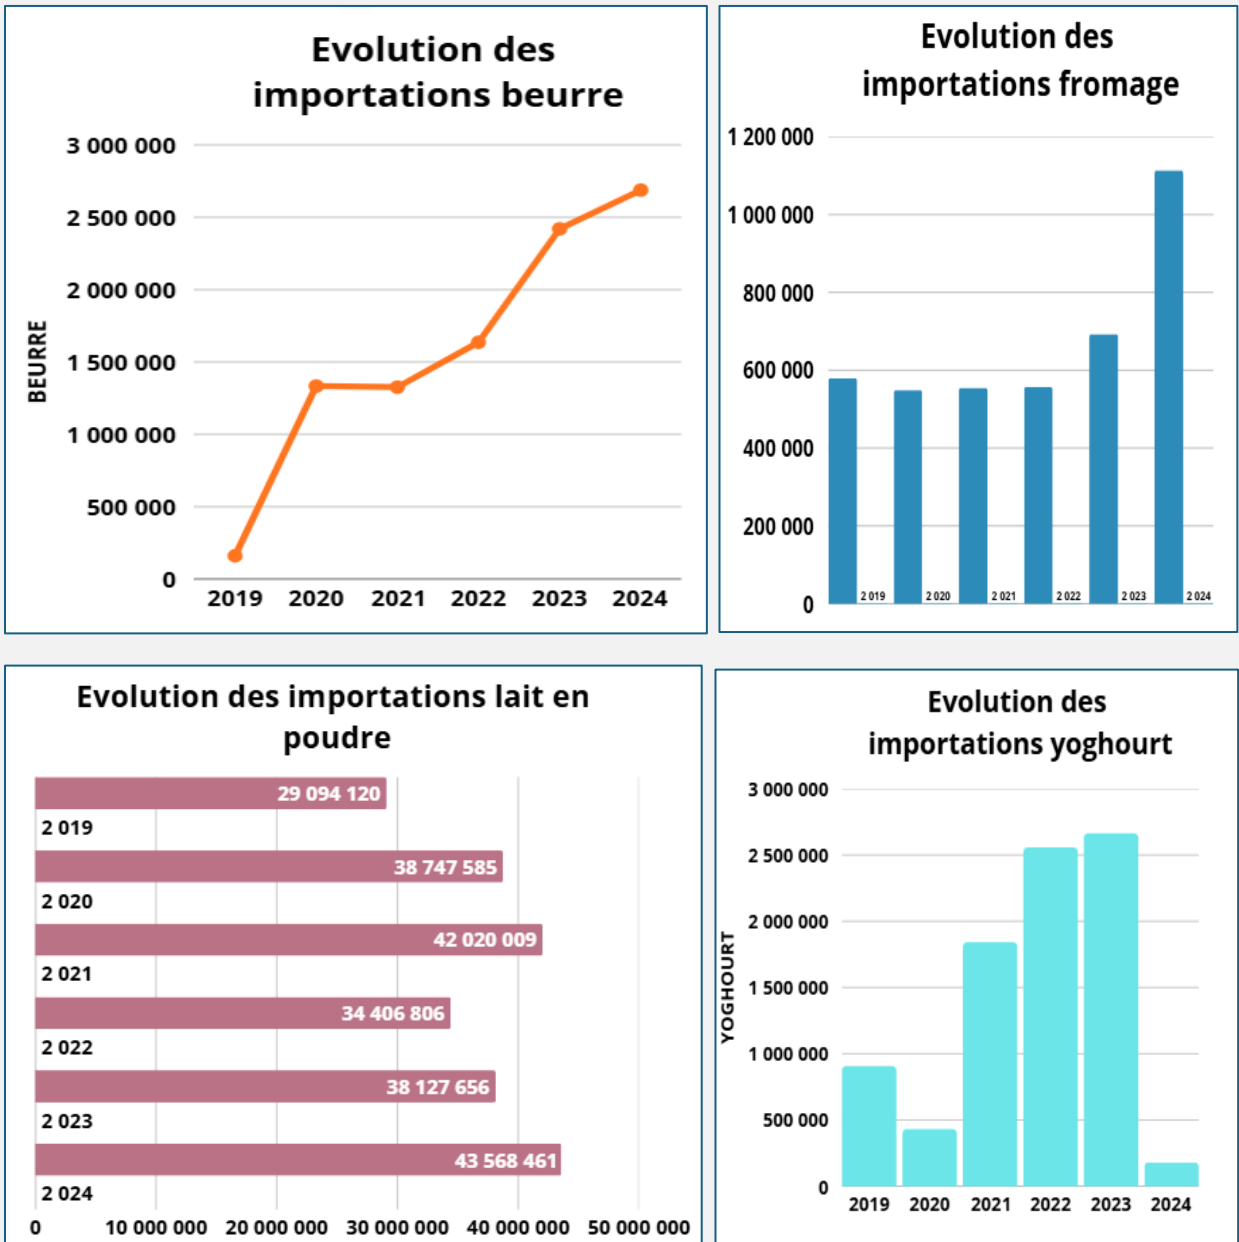 Evolution des
importations beurre
3 000 000
2 500 000
2 000 000
1 500 000
1 000 000
500 000
0
BEURRE
2019 2020 2021 2022 2023 2024
Evolution des
importations fromage
1 200 000
1 000 000
800 000
600 000
400 000
200 000
0
2 019 2 020 2 021 2 022 2 023 2 024
Evolution des importations lait en
poudre
29 094 120
2 019
38 747 585
2 020
42 020 009
2 021
34 406 806
2 022
38 127 656
2 023
43 568 461
2 024
0 10 000 000 20 000 000 30 000 000 40 000 000 50 000 000
Evolution des
importations yoghourt
3 000 000
2 500 000
2 000 000
1 500 000
1 000 000
500 000
0
YOGHOURT
2019 2020 2021 2022 2023 2024